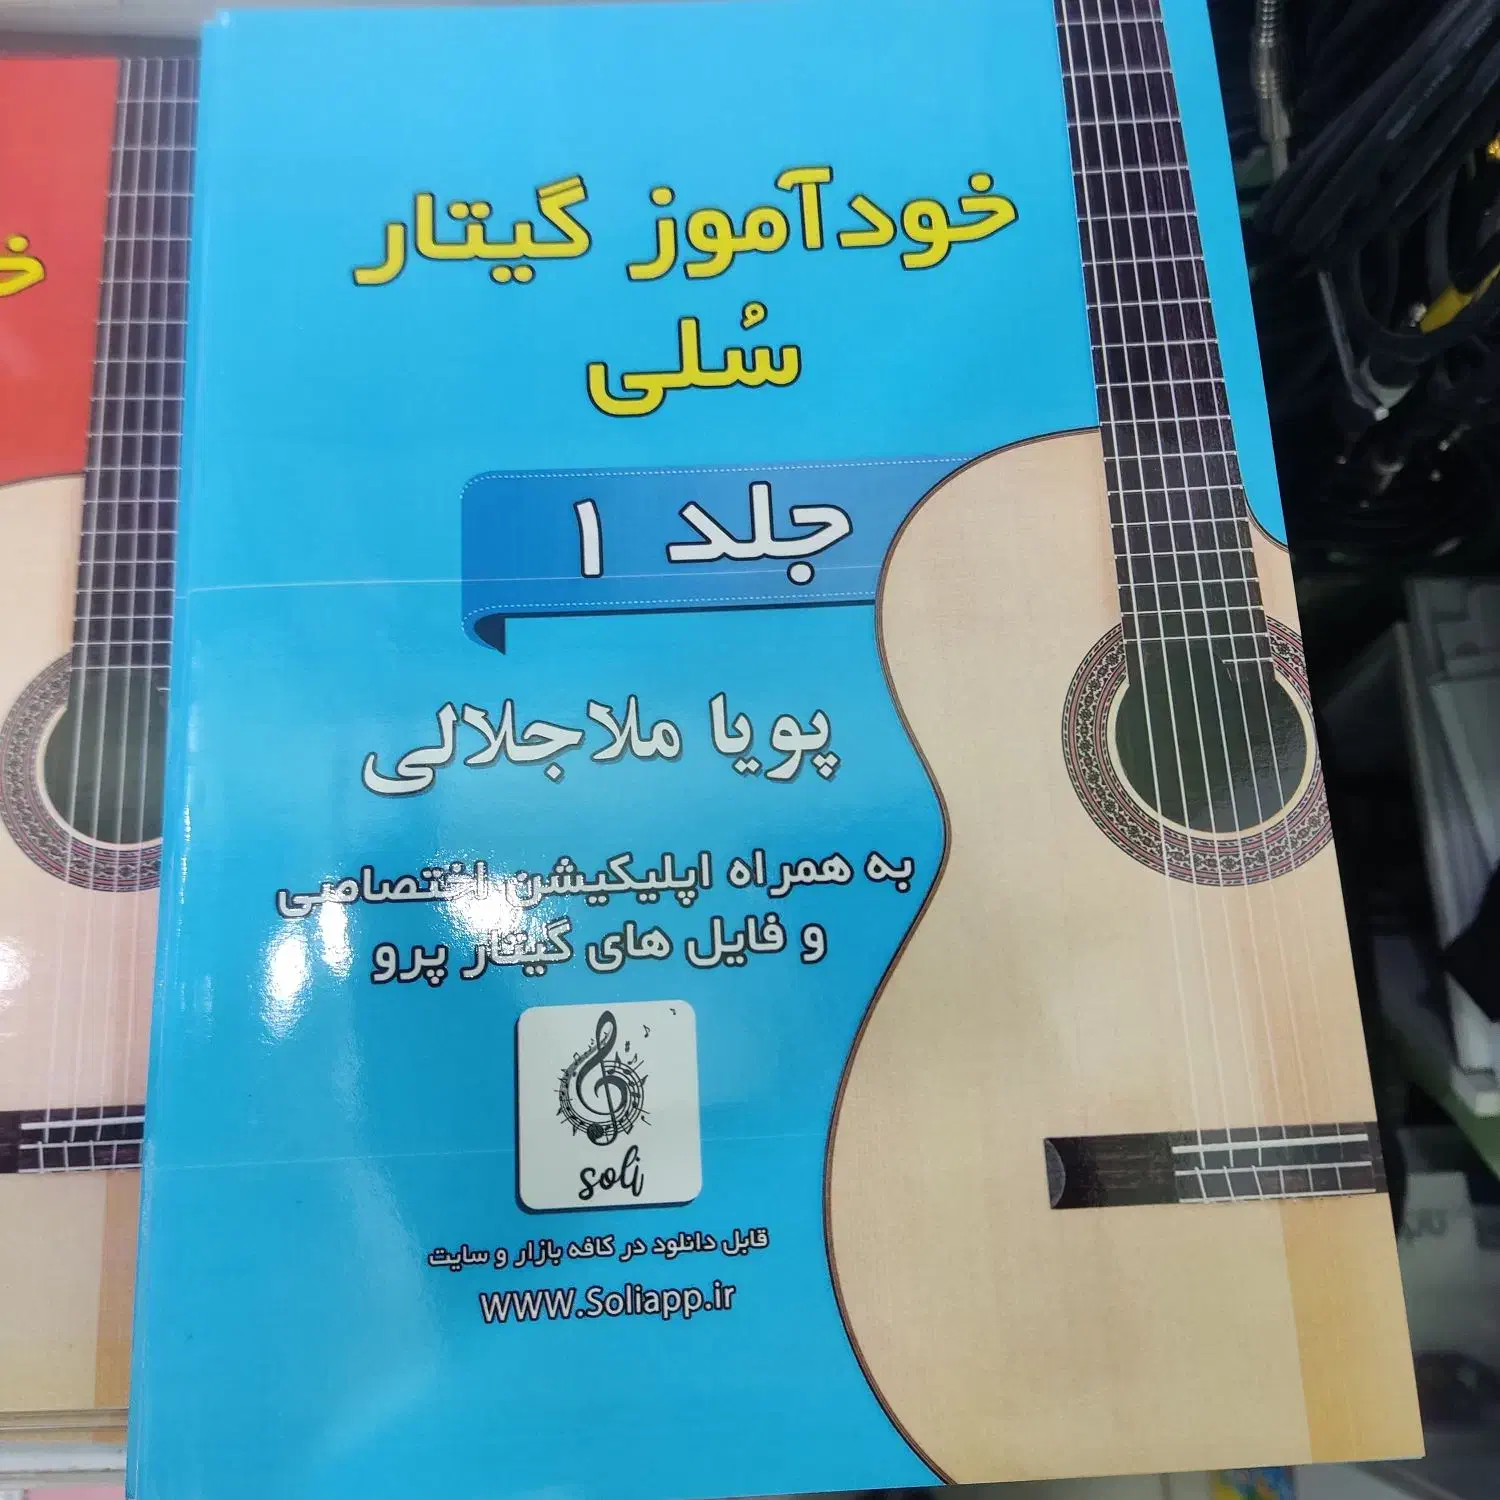 خودآموز گیتار
سُلی
جلد ۱
پویا ملاجلالی
به همراه اپلیکیشن اختصاصی
و فایل های گیتار پرو
soli
قابل دانلود در کافه بازار و سایت
WWW.Soliapp.ir